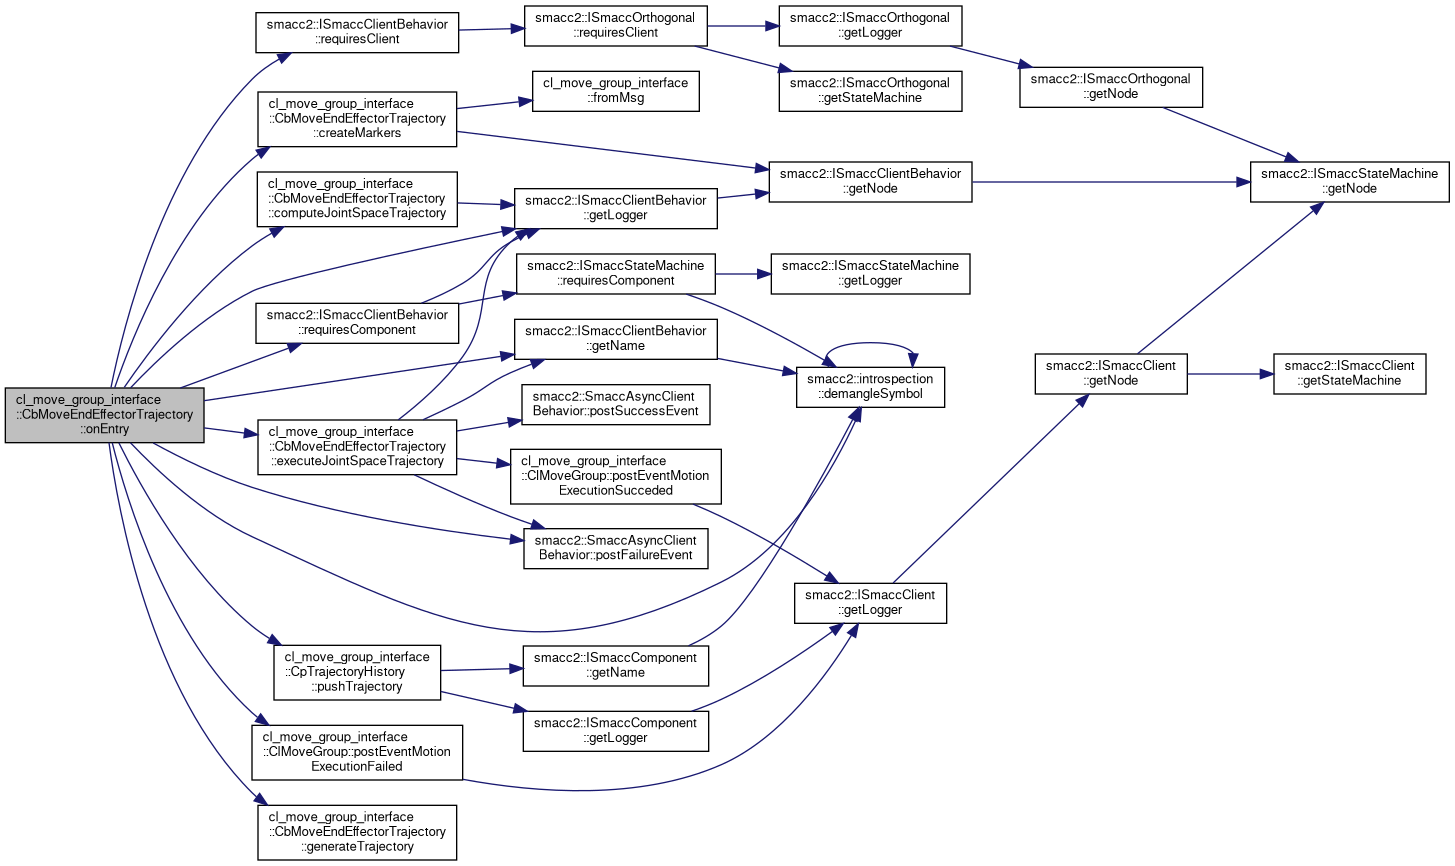 cl_move_group_interface
::CbMoveEndEffectorTrajectory
::onEntry
smacc2::ISmaccClientBehavior
::requiresClient
cl_move_group_interface
::CbMoveEndEffectorTrajectory
::createMarkers
cl_move_group_interface
::CbMoveEndEffectorTrajectory
::computeJointSpaceTrajectory
smacc2::ISmaccClientBehavior
::requiresComponent
cl_move_group_interface
::CbMoveEndEffectorTrajectory
::executeJointSpaceTrajectory
cl_move_group_interface
::CpTrajectoryHistory
::pushTrajectory
cl_move_group_interface
::ClMoveGroup::postEventMotion
ExecutionFailed
cl_move_group_interface
::CbMoveEndEffectorTrajectory
::generateTrajectory
smacc2::ISmaccOrthogonal
::requiresClient
cl_move_group_interface
::fromMsg
smacc2::ISmaccClientBehavior
::getLogger
smacc2::ISmaccStateMachine
::requiresComponent
smacc2::ISmaccClientBehavior
::getName
smacc2::SmaccAsyncClient
Behavior::postSuccessEvent
cl_move_group_interface
::ClMoveGroup::postEventMotion
ExecutionSucceded
smacc2::SmaccAsyncClient
Behavior::postFailureEvent
smacc2::ISmaccComponent
::getName
smacc2::ISmaccComponent
::getLogger
smacc2::ISmaccOrthogonal
::getLogger
smacc2::ISmaccOrthogonal
::getStateMachine
smacc2::ISmaccClientBehavior
::getNode
smacc2::ISmaccStateMachine
::getLogger
smacc2::introspection
::demangleSymbol
smacc2::ISmaccClient
::getLogger
smacc2::ISmaccOrthogonal
::getNode
smacc2::ISmaccClient
::getNode
smacc2::ISmaccStateMachine
::getNode
smacc2::ISmaccClient
::getStateMachine